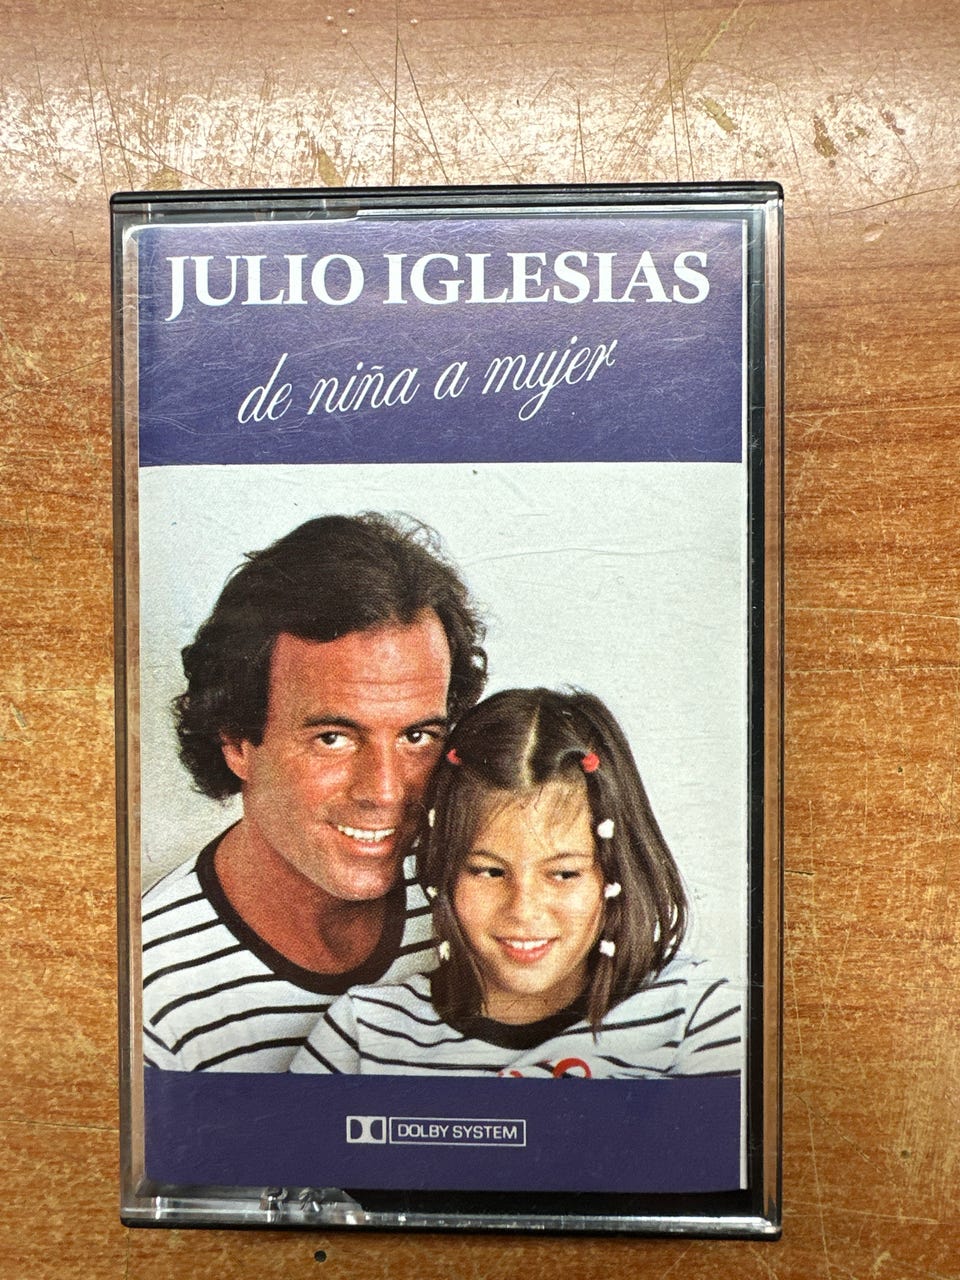 JULIO IGLESIAS
de niña a mujer
DOLBY SYSTEM